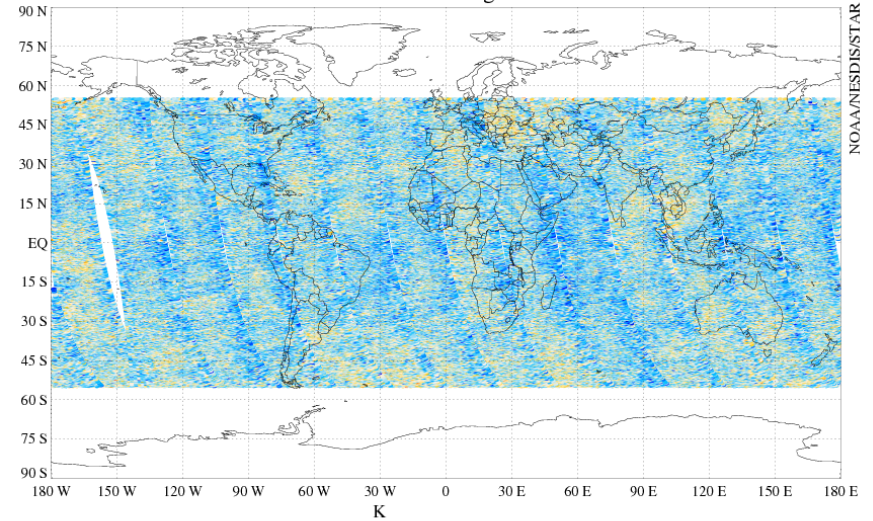 90 N
75 N
60 N
45 N
30 N
15 N
EQ
15 S
30 S
45 S
60 S
75 S
90 S
180 W 150 W 120 W 90 W 60 W 30 W 0 30 E 60 E 90 E 120 E 150 E 180 E
K
NOAA/NESDIS/STAR